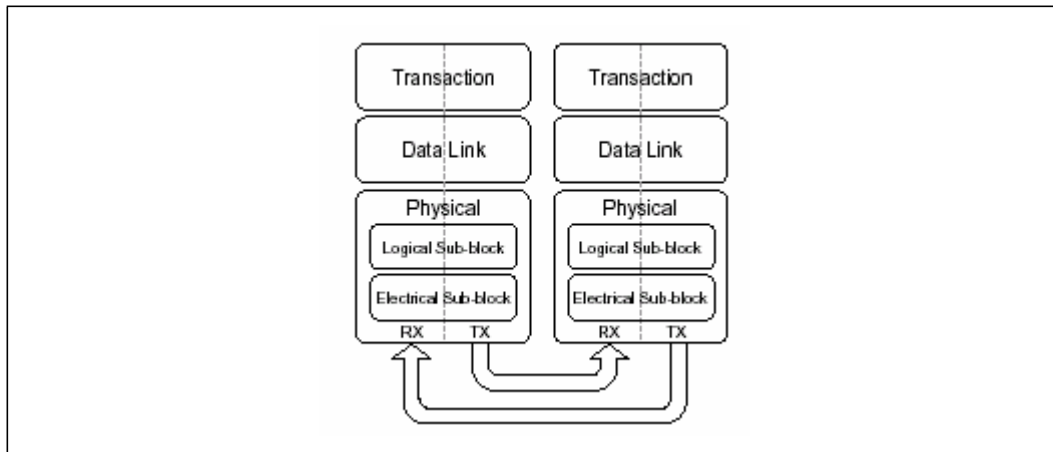 Transaction Transaction
Data Link Data Link
Physical Physical
Logical Sub-block Logical Sub-block
Electrical Sub-block Electrical Sub-block
RX TX RX TX